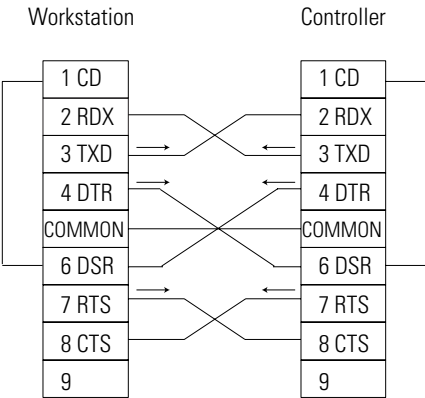 Workstation Controller
1 CD 1 CD
2 RDX 2 RDX
3 TXD 3 TXD
4 DTR 4 DTR
COMMON COMMON
6 DSR 6 DSR
7 RTS 7 RTS
8 CTS 8 CTS
9 9